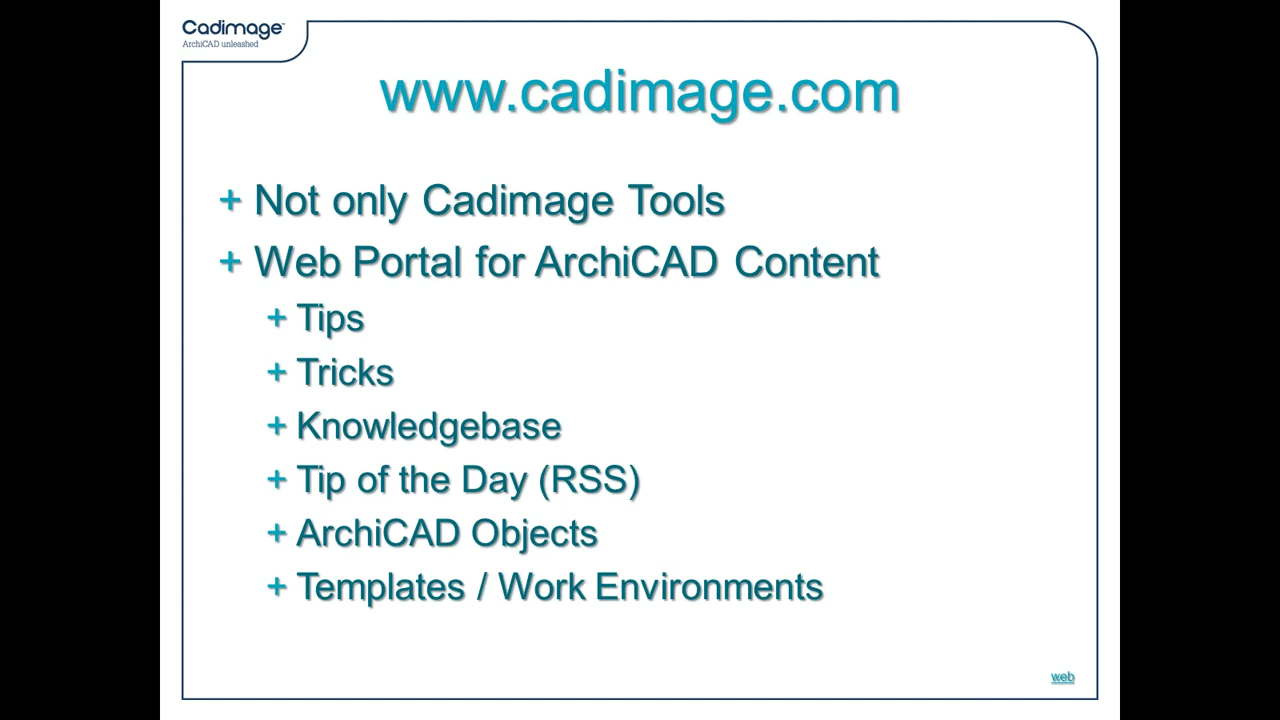 Cadimage™
ArchiCAD unleashed
www.cadimage.com
+ Not only Cadimage Tools
+ Web Portal for ArchiCAD Content
+ Tips
+ Tricks
+ Knowledgebase
+ Tip of the Day (RSS)
+ ArchiCAD Objects
+ Templates / Work Environments
web